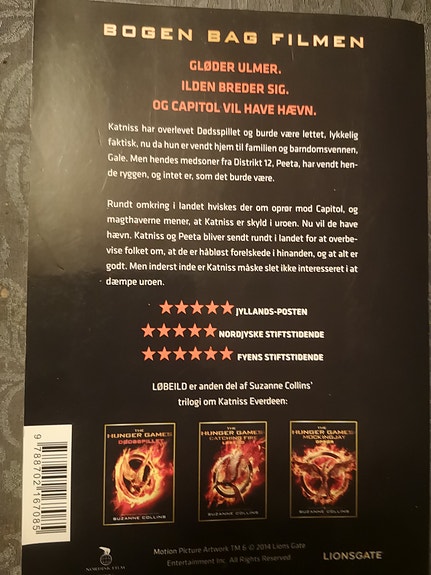 BOGEN BAG FILMEN
GLØDER ULMER.
ILDEN BREDER SIG.
OG CAPITOL VIL HAVE HÆVN.
Katniss har overlevet Dødsspillet og burde være lettet, lykkelig
faktisk, nu da hun er vendt hjem til familien og barndomsvennen,
Gale. Men hendes medsoner fra Distrikt 12, Peeta, har vendt hen-
de ryggen, og intet er, som det burde være.
Rundt omkring i landet hviskes der om oprør mod Capitol, og
magthaverne mener, at Katniss er skyld i uroen. Nu vil de have
hævn. Katniss og Peeta bliver sendt rundt i landet for at overbe-
vise folket om, at de er håbløst forelskede i hinanden, og at alt er
godt. Men inderst inde er Katniss måske slet ikke interesseret i at
dæmpe uroen.
★★★★★ JYLLANDS-POSTEN
★★★★★ NORDJYSKE STIFTSTIDENDE
★★★★★★ FYENS STIFTSTIDENDE
LØBEILD er anden del af Suzanne Collins'
trilogi om Katniss Everdeen:
THE
HUNGER GAMES
DØDSSPILLET
SUZANNE COLLINS
THE
HUNGER GAMES
CATCHING FIRE
SUZANNE COLLINS
THE
HUNGER GAMES
MOCKINGJAY
OPRØR
SUZANNE COLLINS
9 788702 167085
NORDISK FILM
Motion Picture Artwork TM & © 2014 Lions Gate
Entertainment Inc. All Rights Reserved
LIONSGATE